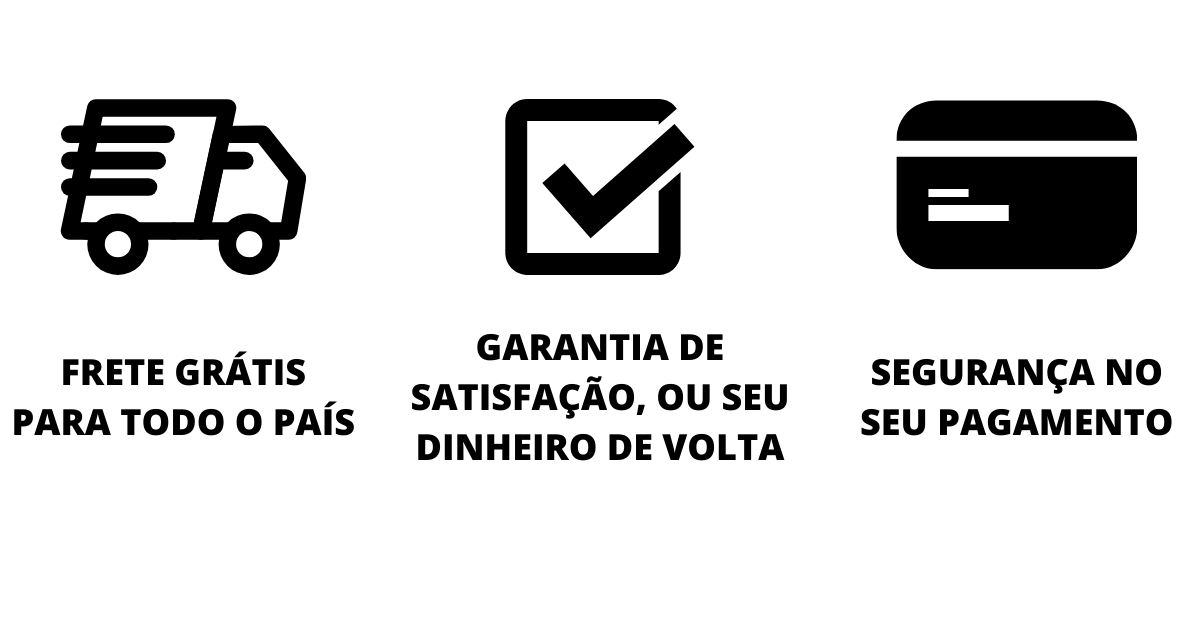 FRETE GRÁTIS
PARA TODO O PAÍS
GARANTIA DE
SATISFAÇÃO, OU SEU
DINHEIRO DE VOLTA
SEGURANÇA NO
SEU PAGAMENTO